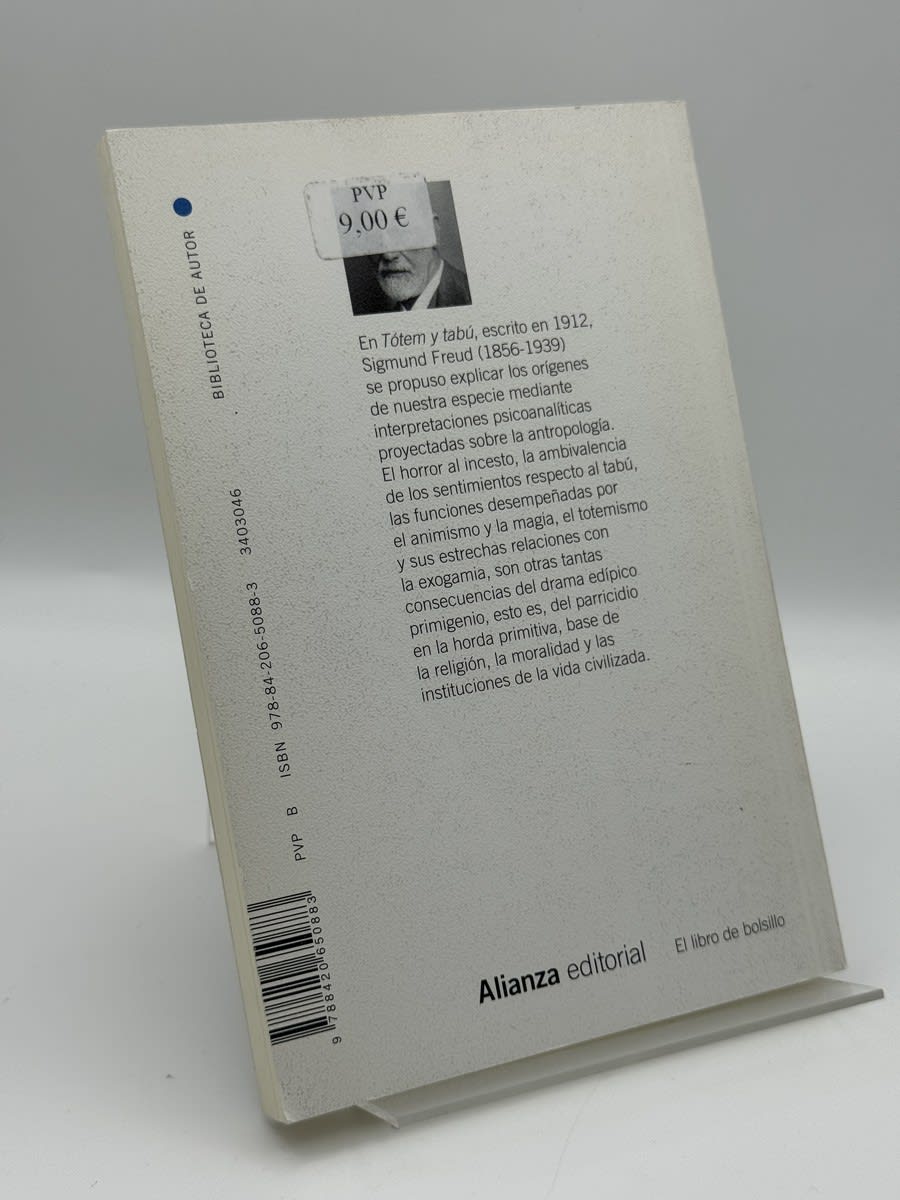 PVP
9,00 €
En Tótem y tabú, escrito en 1912,
Sigmund Freud (1856-1939)
se propuso explicar los orígenes
de nuestra especie mediante
interpretaciones psicoanalíticas
proyectadas sobre la antropología.
El horror al incesto, la ambivalencia
de los sentimientos respecto al tabú,
las funciones desempeñadas por
el animismo y la magia, el totemismo
y sus estrechas relaciones con
la exogamia, son otras tantas
consecuencias del drama edípico
primigenio, esto es, del parricidio
en la horda primitiva, base de
la religión, la moralidad y las
instituciones de la vida civilizada.
Alianza editorial
El libro de bolsillo
BIBLIOTECA DE AUTOR
3403046
ISBN 978-84-206-5088-3
PVP B
9 788420 650883